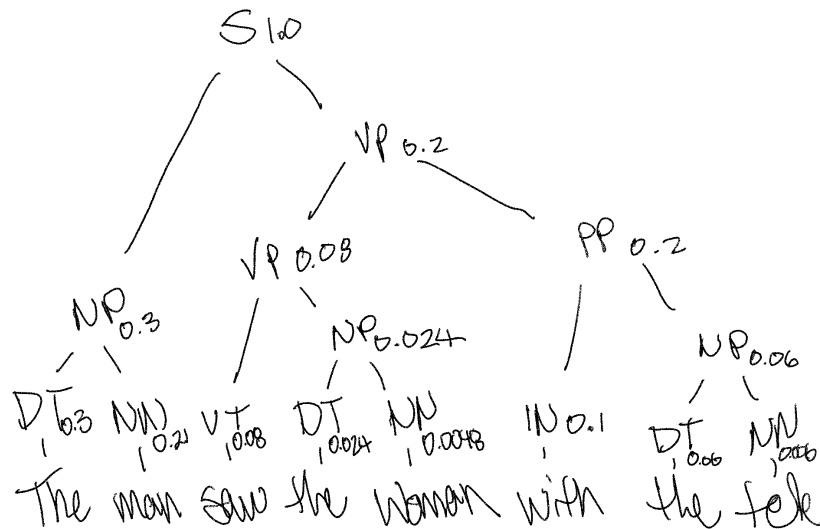 S 1.0
VP 0.2
VP 0.08 PP 0.2
NP 0.3 NP 0.024 NP 0.06
DT 0.3 NN 0.21 VT 0.08 DT 0.024 NN 0.0048 IN 0.1 DT 0.06 NN
The man saw the woman with the tele